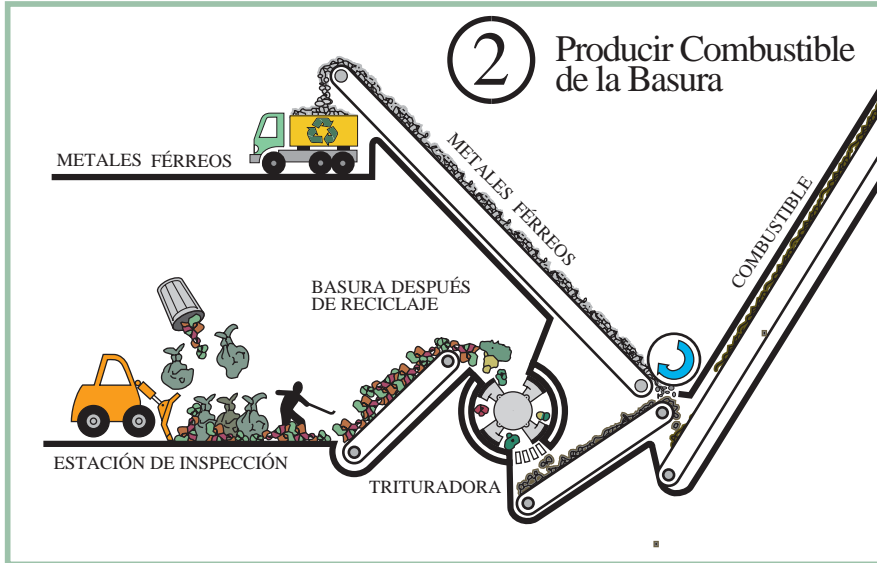 2
Producir Combustible
de la Basura
METALES FÉRREOS
METALES FÉRREOS
COMBUSTIBLE
BASURA DESPUÉS
DE RECICLAJE
ESTACIÓN DE INSPECCIÓN
TRITURADORA